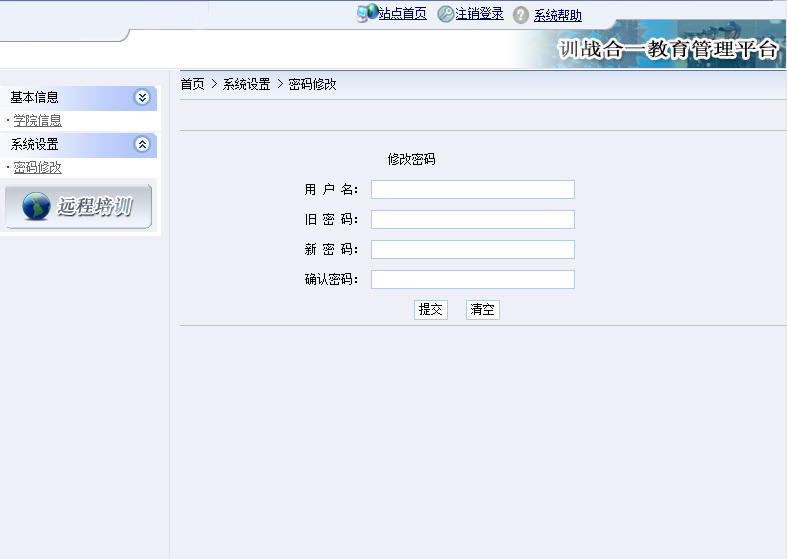 站点首页 注销登录 系统帮助
训战合一教育管理平台
首页 > 系统设置 > 密码修改
基本信息
·学院信息
系统设置
·密码修改
远程培训
修改密码
用 户 名：
旧 密 码：
新 密 码：
确认密码：
提交 清空